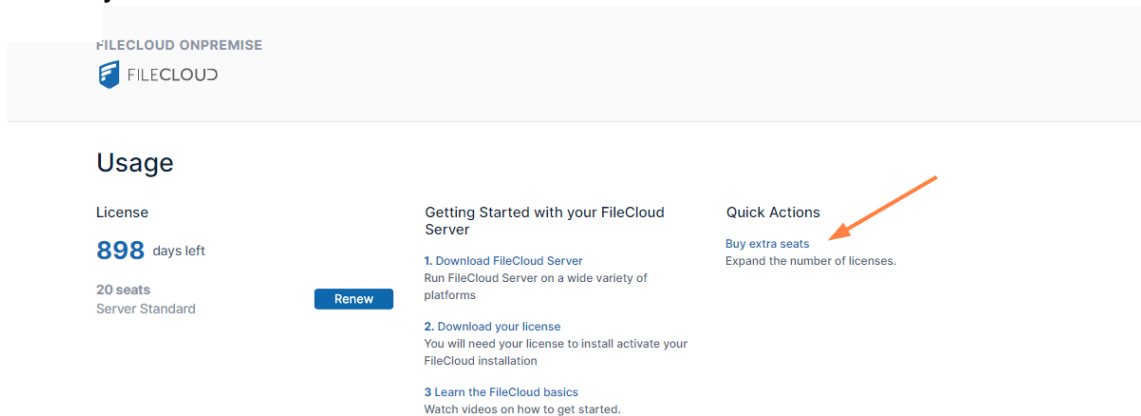 FILECLOUD ONPREMISE
FILECLOUD
Usage
License
898 days left
20 seats
Server Standard
Renew
Getting Started with your FileCloud
Server
1. Download FileCloud Server
Run FileCloud Server on a wide variety of
platforms
2. Download your license
You will need your license to install activate your
FileCloud installation
3 Learn the FileCloud basics
Watch videos on how to get started.
Quick Actions
Buy extra seats
Expand the number of licenses.